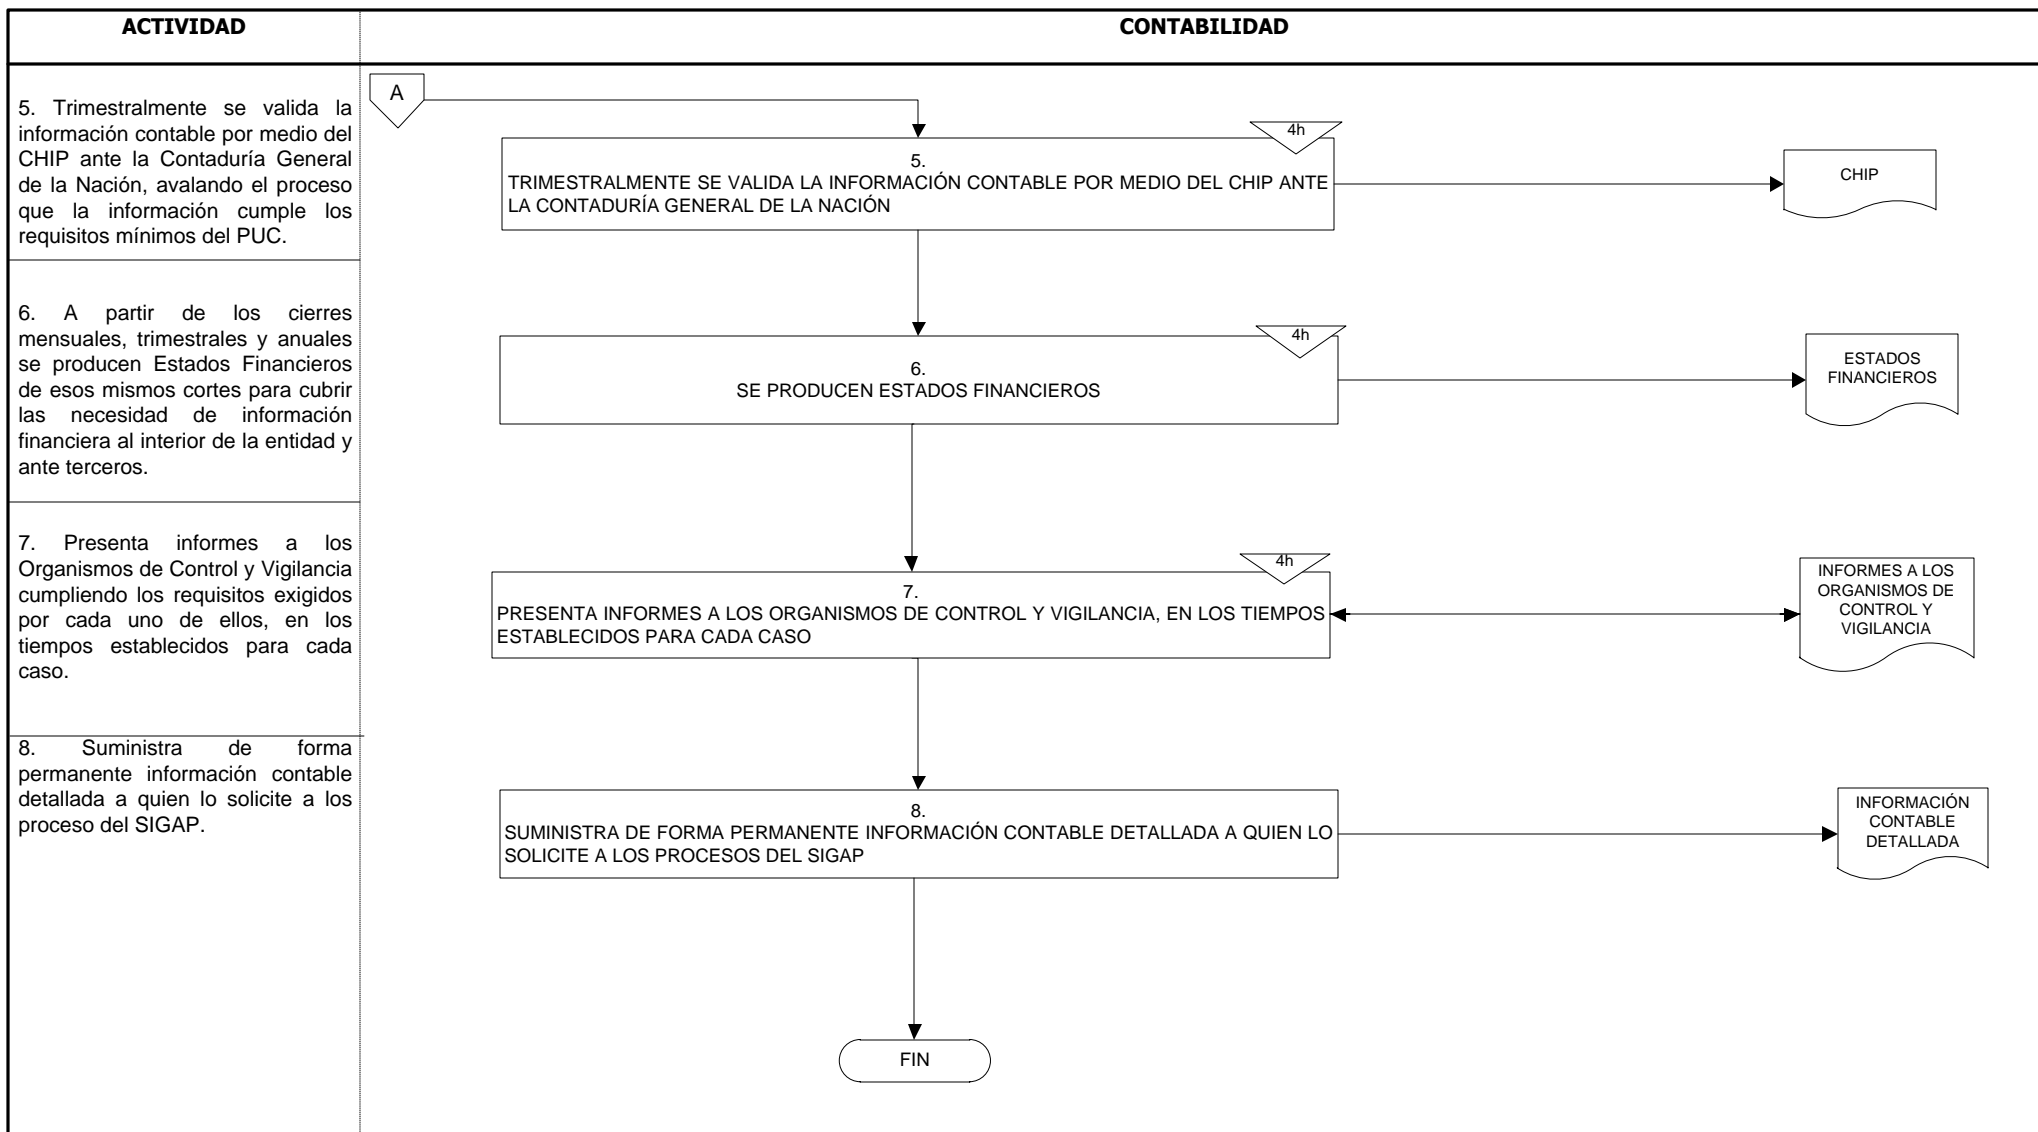 ACTIVIDAD
CONTABILIDAD
5. Trimestralmente se valida la
información contable por medio del
CHIP ante la Contaduría General
de la Nación, avalando el proceso
que la información cumple los
requisitos mínimos del PUC.
A
4h
5.
TRIMESTRALMENTE SE VALIDA LA INFORMACIÓN CONTABLE POR MEDIO DEL CHIP ANTE
LA CONTADURÍA GENERAL DE LA NACIÓN
CHIP
6. A partir de los cierres
mensuales, trimestrales y anuales
se producen Estados Financieros
de esos mismos cortes para cubrir
las necesidad de información
financiera al interior de la entidad y
ante terceros.
4h
6.
SE PRODUCEN ESTADOS FINANCIEROS
ESTADOS
FINANCIEROS
7. Presenta informes a los
Organismos de Control y Vigilancia
cumpliendo los requisitos exigidos
por cada uno de ellos, en los
tiempos establecidos para cada
caso.
4h
7.
PRESENTA INFORMES A LOS ORGANISMOS DE CONTROL Y VIGILANCIA, EN LOS TIEMPOS
ESTABLECIDOS PARA CADA CASO
INFORMES A LOS
ORGANISMOS DE
CONTROL Y
VIGILANCIA
8. Suministra de forma
permanente información contable
detallada a quien lo solicite a los
proceso del SIGAP.
8.
SUMINISTRA DE FORMA PERMANENTE INFORMACIÓN CONTABLE DETALLADA A QUIEN LO
SOLICITE A LOS PROCESOS DEL SIGAP
INFORMACIÓN
CONTABLE
DETALLADA
FIN